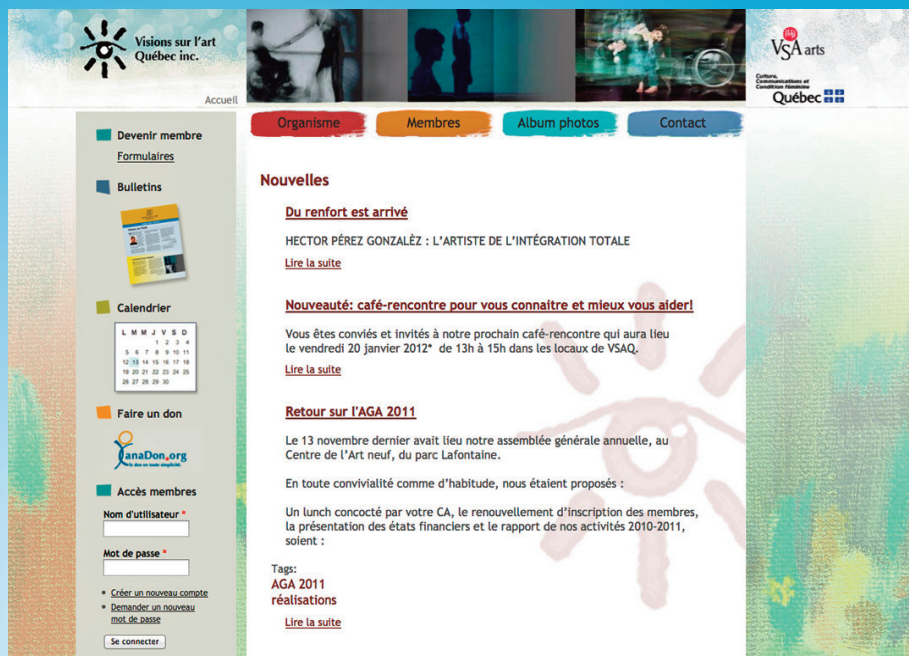 Visions sur l'art
Québec inc.
VSA arts
Culture,
Communications et
Condition féminine
Québec
Accueil
Organisme
Membres
Album photos
Contact
Devenir membre
Formulaires
Bulletins
Calendrier
L M M J V S D
1 2 3 4
5 6 7 8 9 10 11
12 13 14 15 16 17 18
19 20 21 22 23 24 25
26 27 28 29 30
Faire un don
CanaDon.org
le don en toute simplicité.
Accès membres
Nom d'utilisateur *
Mot de passe *
Créer un nouveau compte
Demander un nouveau
mot de passe
Se connecter
Nouvelles
Du renfort est arrivé
HECTOR PÉREZ GONZALÈZ : L'ARTISTE DE L'INTÉGRATION TOTALE
Lire la suite
Nouveauté: café-rencontre pour vous connaitre et mieux vous aider!
Vous êtes conviés et invités à notre prochain café-rencontre qui aura lieu
le vendredi 20 janvier 2012* de 13h à 15h dans les locaux de VSAQ.
Lire la suite
Retour sur l'AGA 2011
Le 13 novembre dernier avait lieu notre assemblée générale annuelle, au
Centre de l'Art neuf, du parc Lafontaine.
En toute convivialité comme d'habitude, nous étaient proposés :
Un lunch concocté par votre CA, le renouvellement d'inscription des membres,
la présentation des états financiers et le rapport de nos activités 2010-2011,
soient :
Tags:
AGA 2011
réalisations
Lire la suite